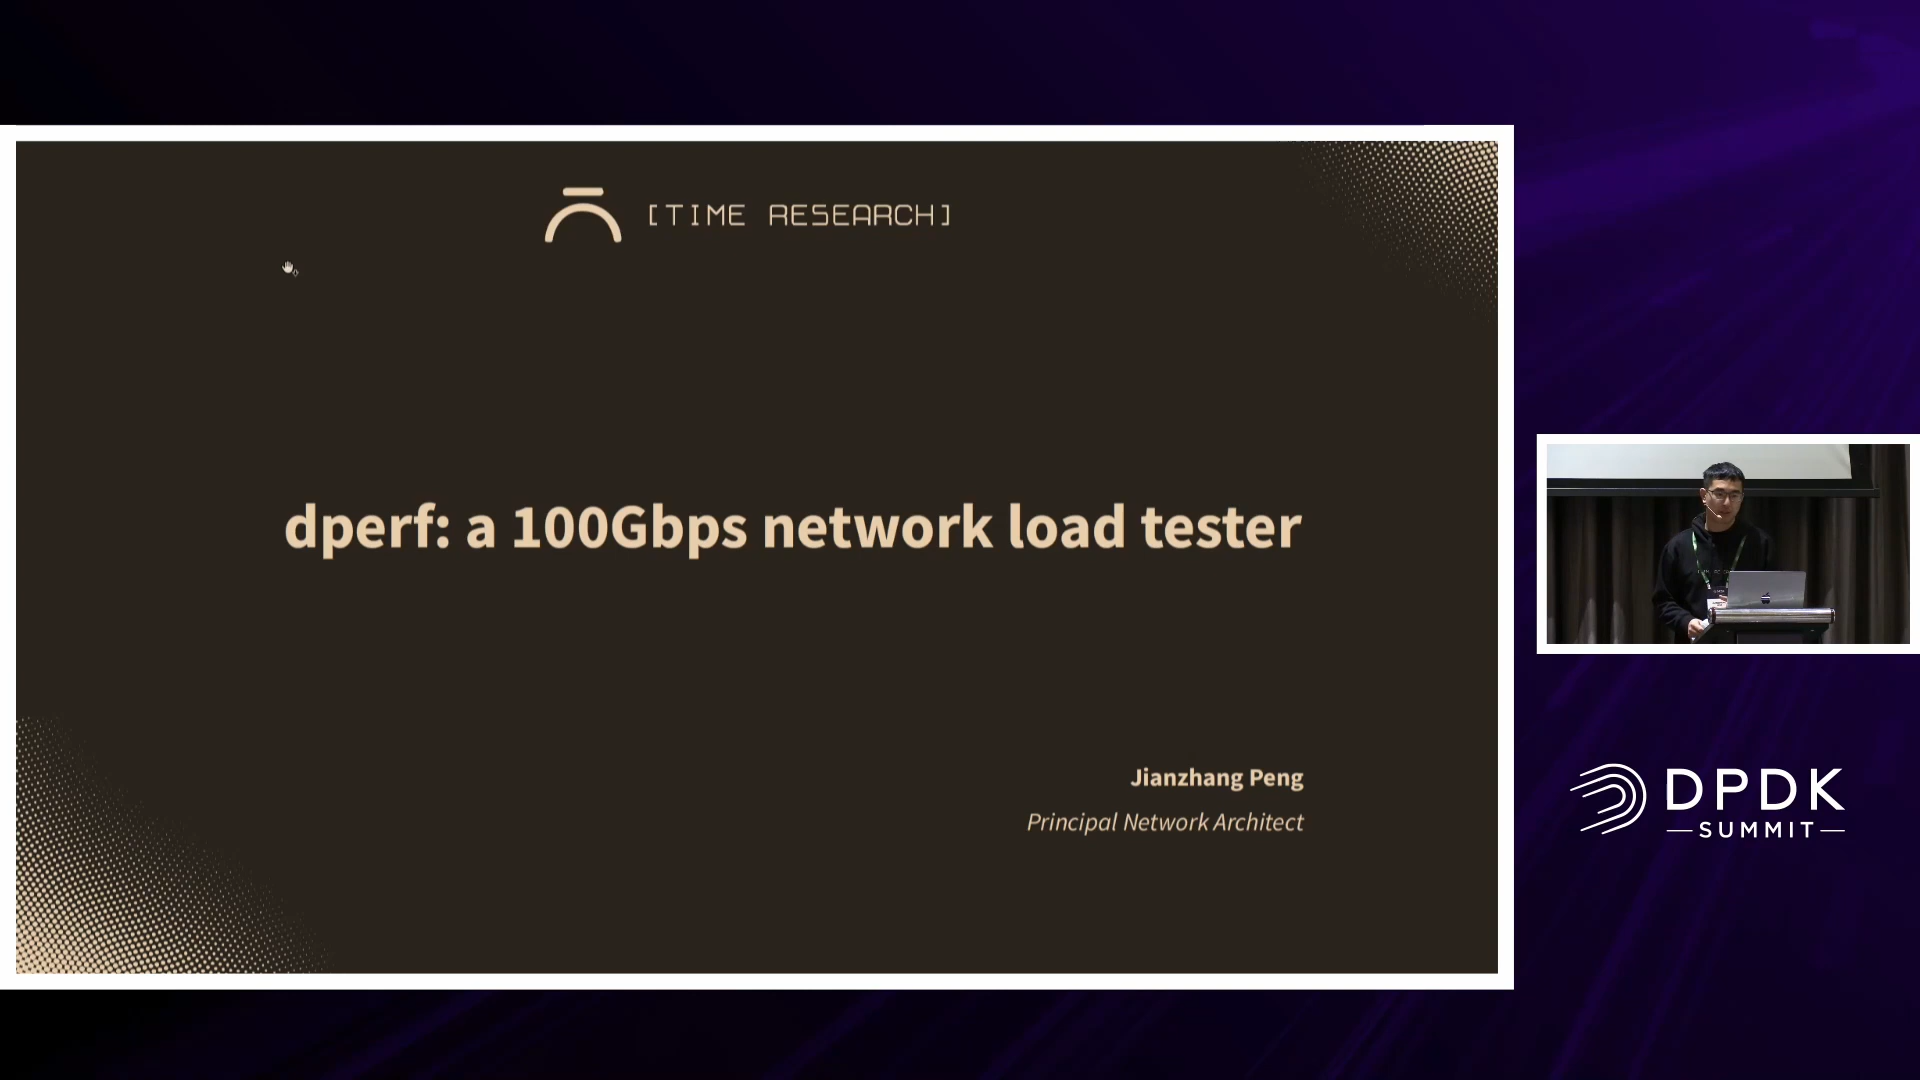 [TIME RESEARCH]
dperf: a 100Gbps network load tester
Jianzhang Peng
Principal Network Architect
DPDK
SUMMIT